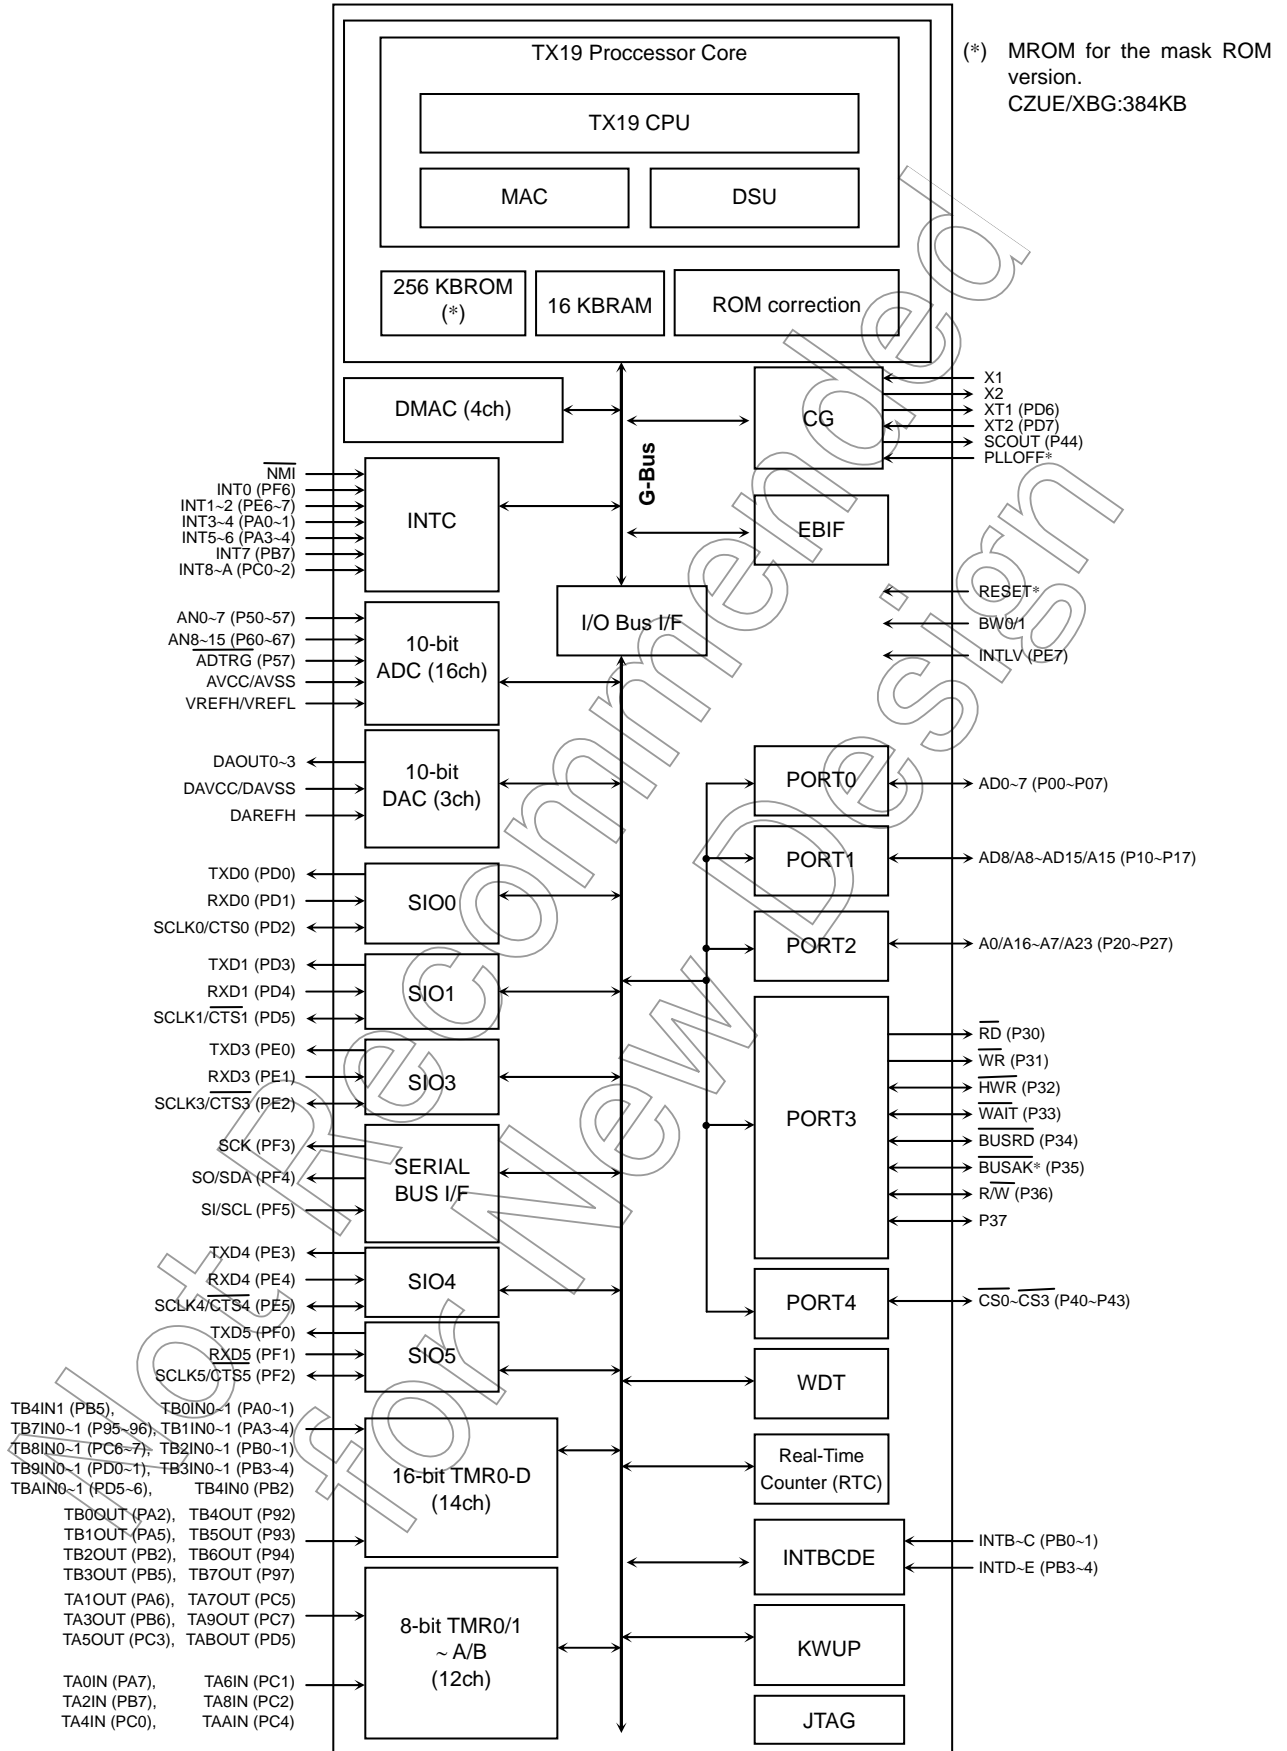 TX19 Proccessor Core
TX19 CPU
MAC
DSU
256 KBROM
(*)
16 KBRAM
ROM correction
(*) MROM for the mask ROM
version.
CZUE/XBG:384KB
DMAC (4ch)
G-Bus
CG
X1
X2
XT1 (PD6)
XT2 (PD7)
SCOUT (P44)
PLLOFF*
NMI
INT0 (PF6)
INT1~2 (PE6~7)
INT3~4 (PA0~1)
INT5~6 (PA3~4)
INT7 (PB7)
INT8~A (PC0~2)
INTC
EBIF
I/O Bus I/F
RESET*
BW0/1
INTLV (PE7)
AN0~7 (P50~57)
AN8~15 (P60~67)
ADTRG (P57)
AVCC/AVSS
VREFH/VREFL
10-bit
ADC (16ch)
DAOUT0~3
DAVCC/DAVSS
DAREFH
10-bit
DAC (3ch)
PORT0
AD0~7 (P00~P07)
PORT1
AD8/A8~AD15/A15 (P10~P17)
PORT2
A0/A16~A7/A23 (P20~P27)
TXD0 (PD0)
RXD0 (PD1)
SCLK0/CTS0 (PD2)
SIO0
TXD1 (PD3)
RXD1 (PD4)
SCLK1/CTS1 (PD5)
SIO1
TXD3 (PE0)
RXD3 (PE1)
SCLK3/CTS3 (PE2)
SIO3
PORT3
RD (P30)
WR (P31)
HWR (P32)
WAIT (P33)
BUSRD (P34)
BUSAK* (P35)
R/W (P36)
P37
SCK (PF3)
SO/SDA (PF4)
SI/SCL (PF5)
SERIAL
BUS I/F
TXD4 (PE3)
RXD4 (PE4)
SCLK4/CTS4 (PE5)
SIO4
PORT4
CS0~CS3 (P40~P43)
TXD5 (PF0)
RXD5 (PF1)
SCLK5/CTS5 (PF2)
SIO5
WDT
TB4IN1 (PB5), TB0IN0~1 (PA0~1)
TB7IN0~1 (P95~96), TB1IN0~1 (PA3~4)
TB8IN0~1 (PC6~7), TB2IN0~1 (PB0~1)
TB9IN0~1 (PD0~1), TB3IN0~1 (PB3~4)
TBAIN0~1 (PD5~6), TB4IN0 (PB2)
TB0OUT (PA2), TB4OUT (P92)
TB1OUT (PA5), TB5OUT (P93)
TB2OUT (PB2), TB6OUT (P94)
TB3OUT (PB5), TB7OUT (P97)
16-bit TMR0-D
(14ch)
Real-Time
Counter (RTC)
INTBCDE
INTB~C (PB0~1)
INTD~E (PB3~4)
TA1OUT (PA6), TA7OUT (PC5)
TA3OUT (PB6), TA9OUT (PC7)
TA5OUT (PC3), TABOUT (PD5)
TA0IN (PA7), TA6IN (PC1)
TA2IN (PB7), TA8IN (PC2)
TA4IN (PC0), TAAIN (PC4)
8-bit TMR0/1
~ A/B
(12ch)
KWUP
JTAG
Not Recommended
for New Design